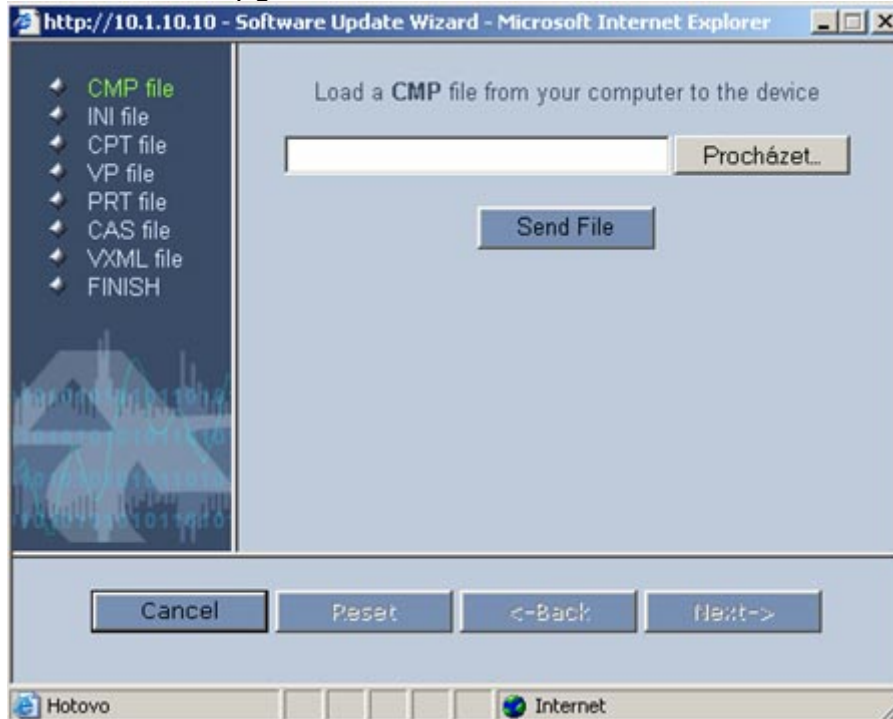 http://10.1.10.10 - Software Update Wizard - Microsoft Internet Explorer
CMP file
INI file
CPT file
VP file
PRT file
CAS file
VXML file
FINISH
Load a CMP file from your computer to the device
Procházet...
Send File
Cancel
Reset
<-Back
Next->
Hotovo
Internet